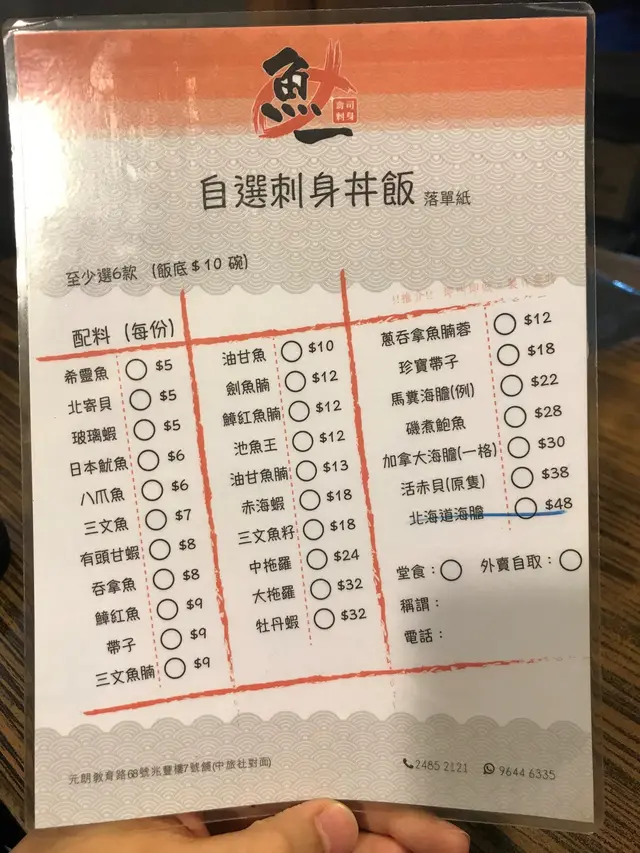 魚一
壽司
刺身
自選刺身丼飯 落單紙
至少選6款 (飯底$10 碗)
配料 (每份)
希靈魚 $5
北寄貝 $5
玻璃蝦 $5
日本魷魚 $6
八爪魚 $6
三文魚 $7
有頭甘蝦 $8
吞拿魚 $8
鱆紅魚 $9
帶子 $9
三文魚腩 $9
油甘魚 $10
劍魚腩 $12
鱆紅魚腩 $12
池魚王 $12
油甘魚腩 $13
赤海蝦 $18
三文魚籽 $18
中拖羅 $24
大拖羅 $32
牡丹蝦 $32
蔥吞拿魚腩蓉 $12
珍寶帶子 $18
馬糞海膽(例) $22
磯煮鮑魚 $28
加拿大海膽(一格) $30
活赤貝(原隻) $38
北海道海膽 $48
堂食： 外賣自取：
稱謂：
電話：
元朗教育路68號兆豐樓7號舖(中旅社對面)
2485 2121 9644 6335